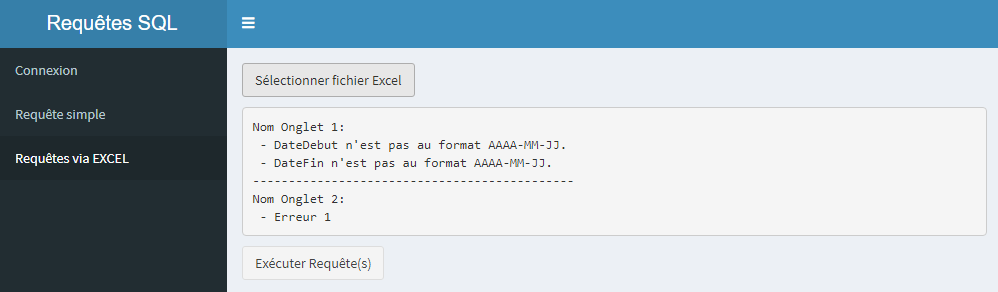 Requêtes SQL
Connexion
Requête simple
Requêtes via EXCEL
Sélectionner fichier Excel
Nom Onglet 1:
 - DateDebut n'est pas au format AAAA-MM-JJ.
 - DateFin n'est pas au format AAAA-MM-JJ.
-------------------------------------------
Nom Onglet 2:
 - Erreur 1
Exécuter Requête(s)